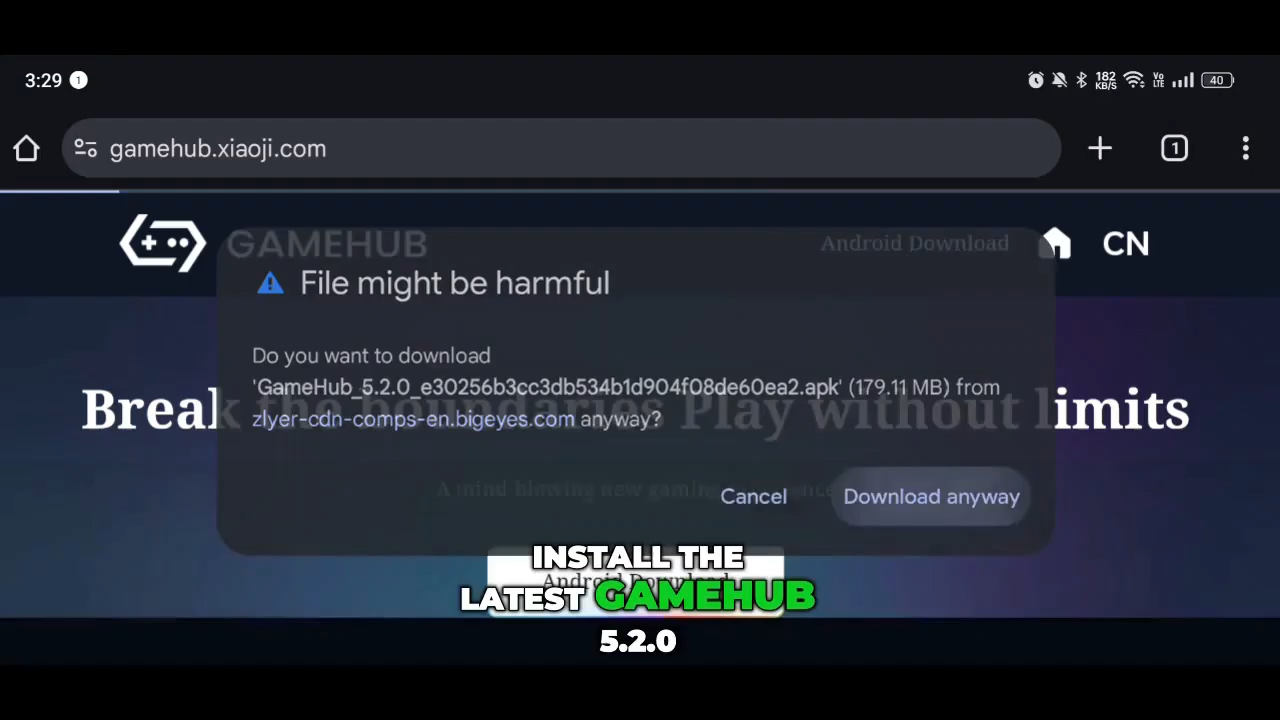 3:29 1 182 KB/S Vo LTE 40
gamehub.xiaoji.com 1
GAMEHUB Android Download CN
File might be harmful
Do you want to download
'GameHub_5.2.0_e30256b3cc3db534b1d904f08de60ea2.apk' (179.11 MB) from
zlyer-cdn-comps-en.bigeyes.com anyway?
Break the boundaries Play without limits
A mind blowing new gaming
Cancel Download anyway
Android Download
INSTALL THE
LATEST GAMEHUB
5.2.0